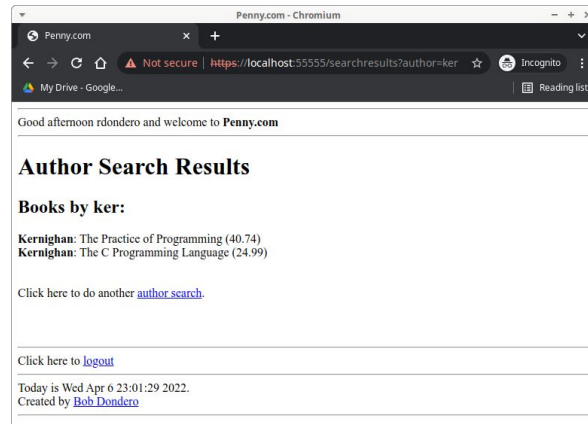 Penny.com - Chromium
Penny.com
Not secure | https://localhost:55555/searchresults?author=ker
Incognito
My Drive - Google...
Reading list
Good afternoon rdondero and welcome to Penny.com
Author Search Results
Books by ker:
Kernighan: The Practice of Programming (40.74)
Kernighan: The C Programming Language (24.99)
Click here to do another author search.
Click here to logout
Today is Wed Apr 6 23:01:29 2022.
Created by Bob Dondero